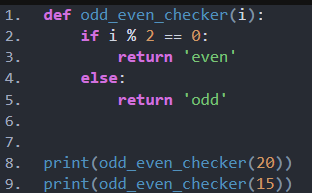 1. def odd_even_checker(i):
2.     if i % 2 == 0:
3.         return 'even'
4.     else:
5.         return 'odd'
6.
7.
8. print(odd_even_checker(20))
9. print(odd_even_checker(15))